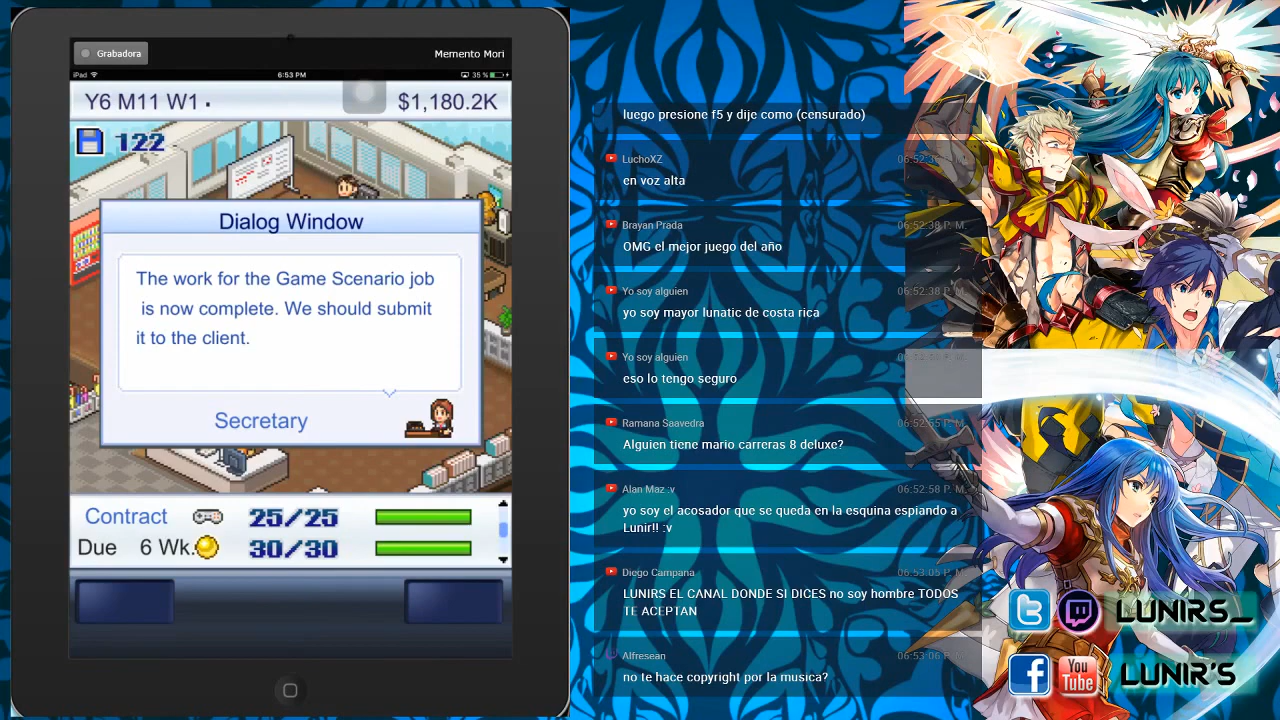 Grabadora
Memento Mori
iPad
6:53 PM
35 %
Y6 M11 W1
$1,180.2K
122
Dialog Window
The work for the Game Scenario job
is now complete. We should submit
it to the client.
Secretary
Contract 25/25
Due 6 Wk. 30/30
luego presione f5 y dije como (censurado)
LuchoXZ
en voz alta
Brayan Prada 06:52:38 P. M.
OMG el mejor juego del año
Yo soy alguien 06:52:38 P. M.
yo soy mayor lunatic de costa rica
Yo soy alguien
eso lo tengo seguro
Ramana Saavedra 06:52:55 P. M.
Alguien tiene mario carreras 8 deluxe?
Alan Maz :v 06:52:58 P. M.
yo soy el acosador que se queda en la esquina espiando a
Lunir!! :v
Diego Campana 06:53:05 P. M.
LUNIRS EL CANAL DONDE SI DICES no soy hombre TODOS
TE ACEPTAN
Alfresean 06:53:06 P. M.
no te hace copyright por la musica?
LUNIRS_
You
Tube
LUNIR'S